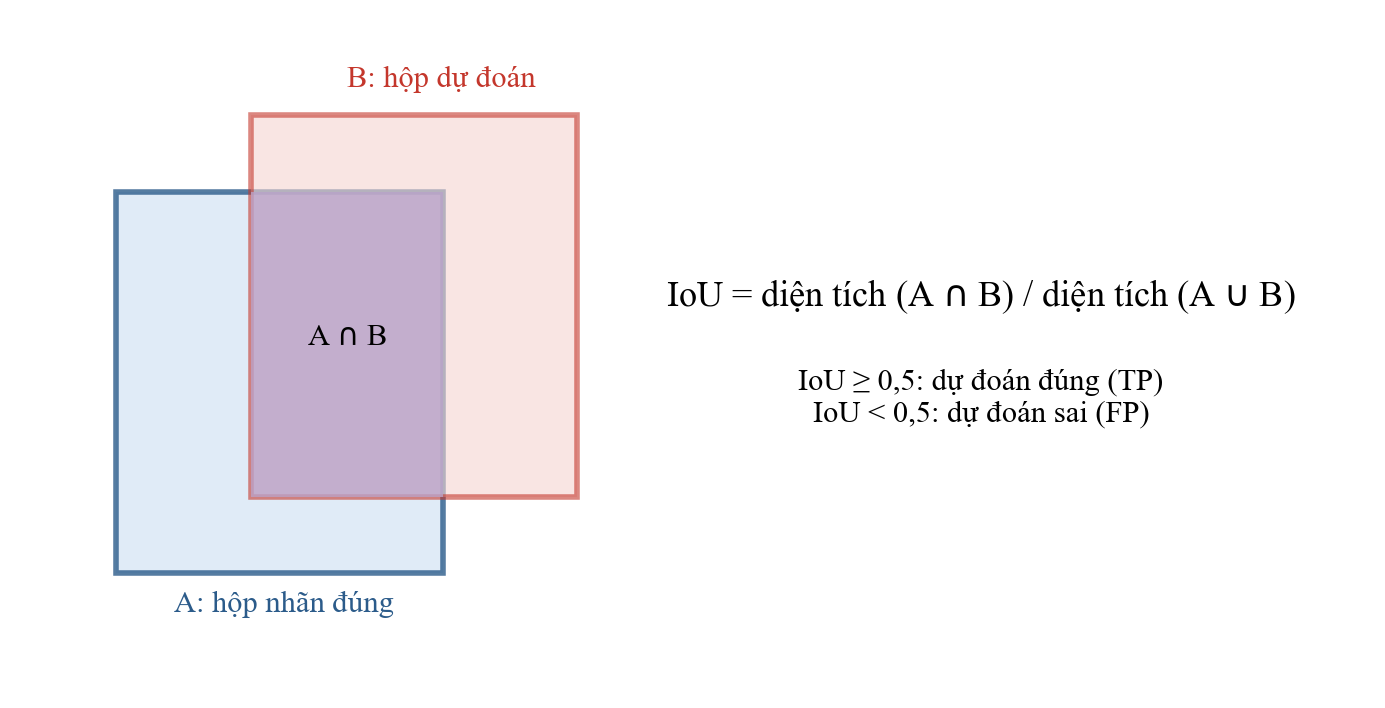 B: hộp dự đoán
A ∩ B
A: hộp nhãn đúng
IoU = diện tích (A ∩ B) / diện tích (A ∪ B)
IoU ≥ 0,5: dự đoán đúng (TP)
IoU < 0,5: dự đoán sai (FP)